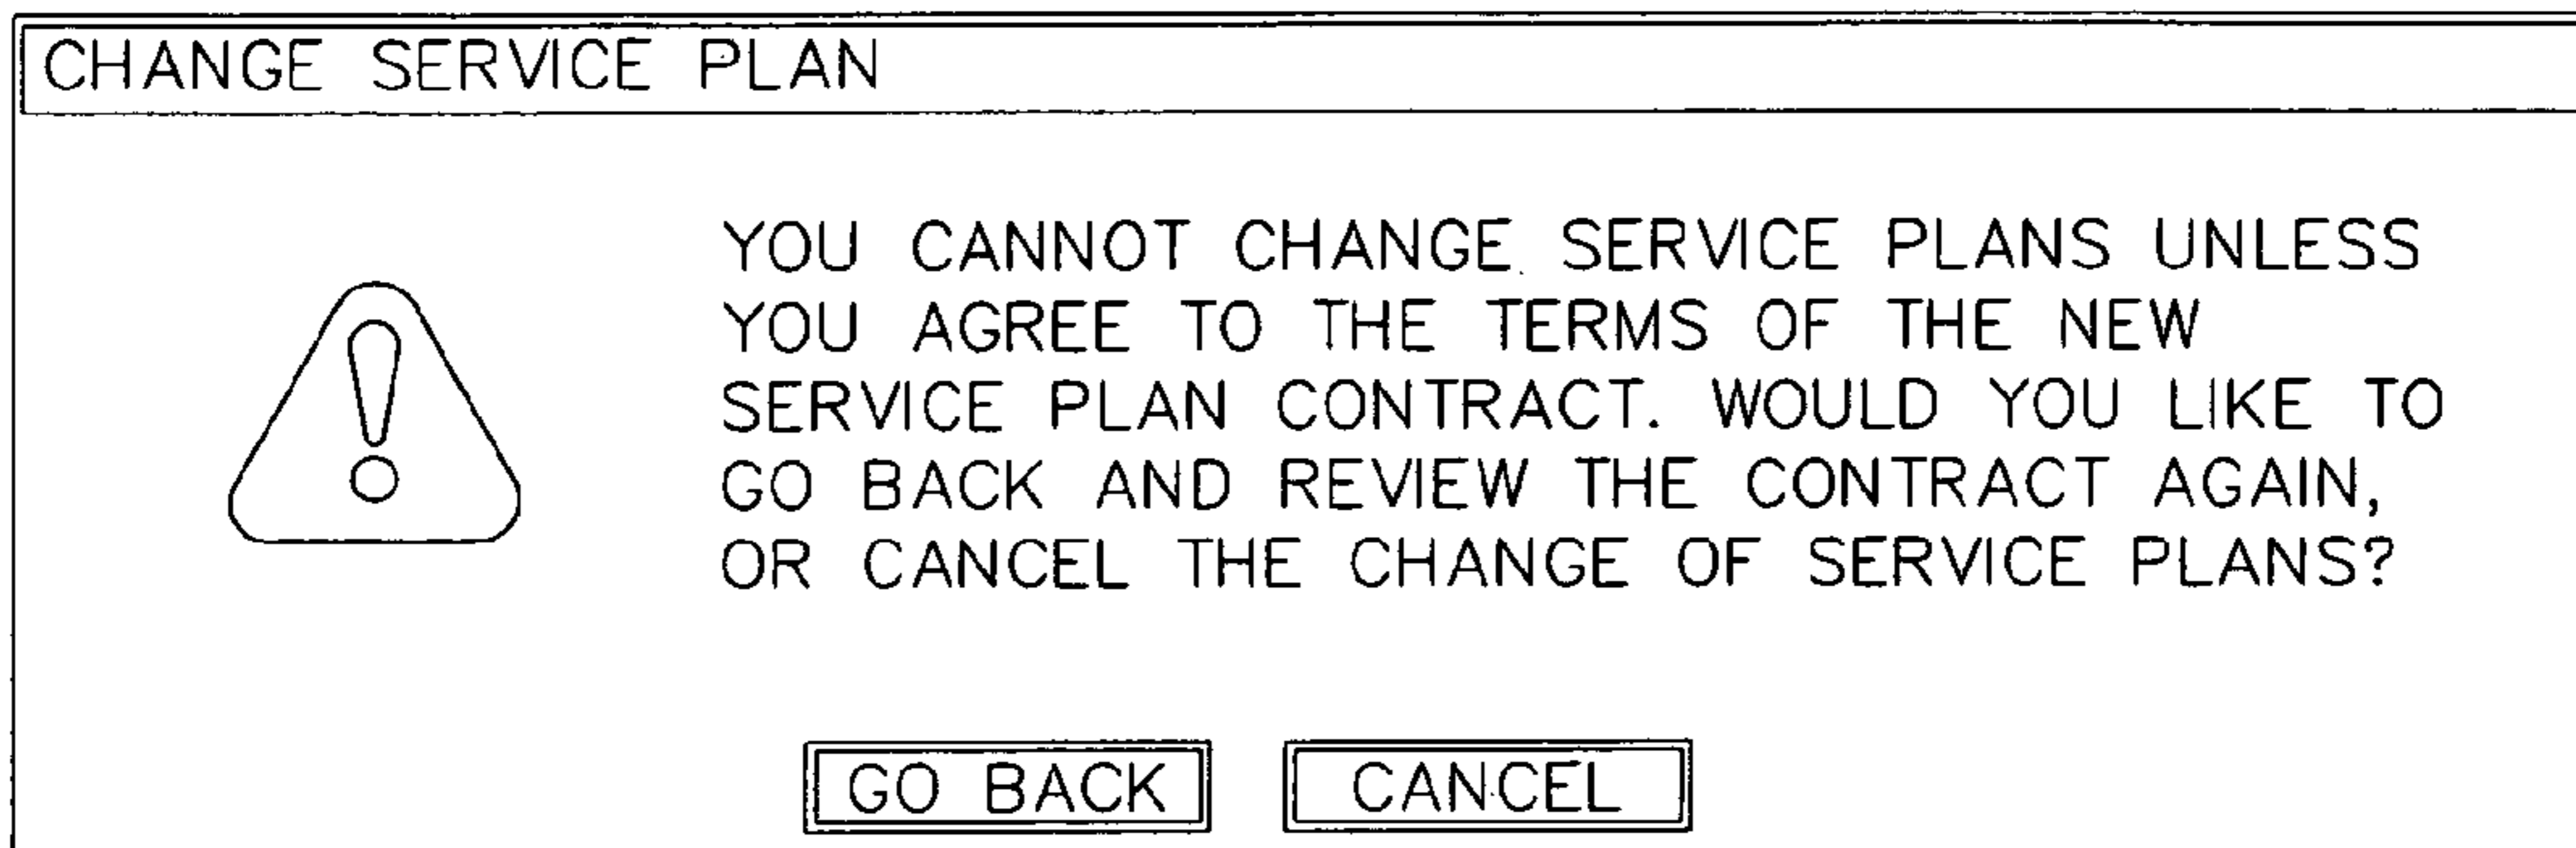 CHANGE SERVICE PLAN
YOU CANNOT CHANGE SERVICE PLANS UNLESS
YOU AGREE TO THE TERMS OF THE NEW
SERVICE PLAN CONTRACT. WOULD YOU LIKE TO
GO BACK AND REVIEW THE CONTRACT AGAIN,
OR CANCEL THE CHANGE OF SERVICE PLANS?
GO BACK CANCEL